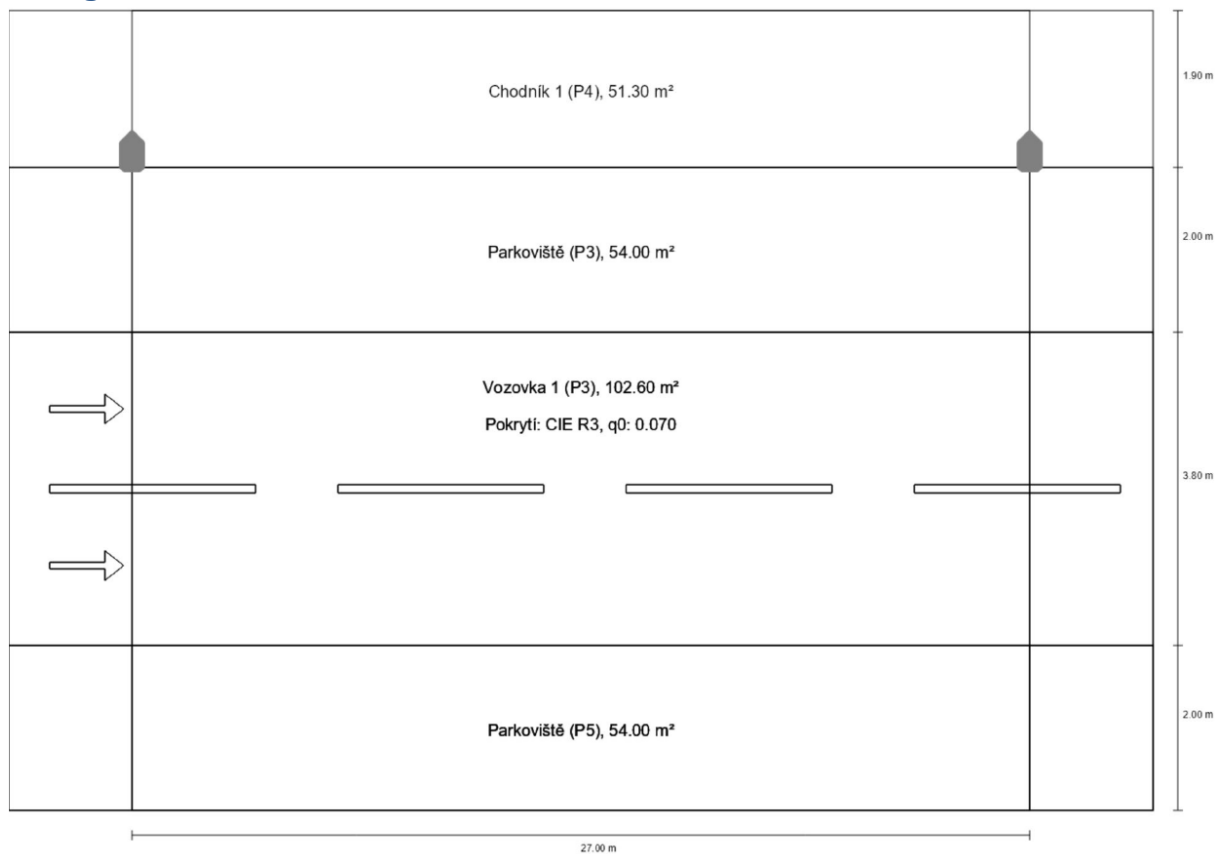 Chodník 1 (P4), 51.30 m²
1.90 m
Parkoviště (P3), 54.00 m²
2.00 m
Vozovka 1 (P3), 102.60 m²
Pokrytí: CIE R3, q0: 0.070
3.80 m
Parkoviště (P5), 54.00 m²
2.00 m
27.00 m